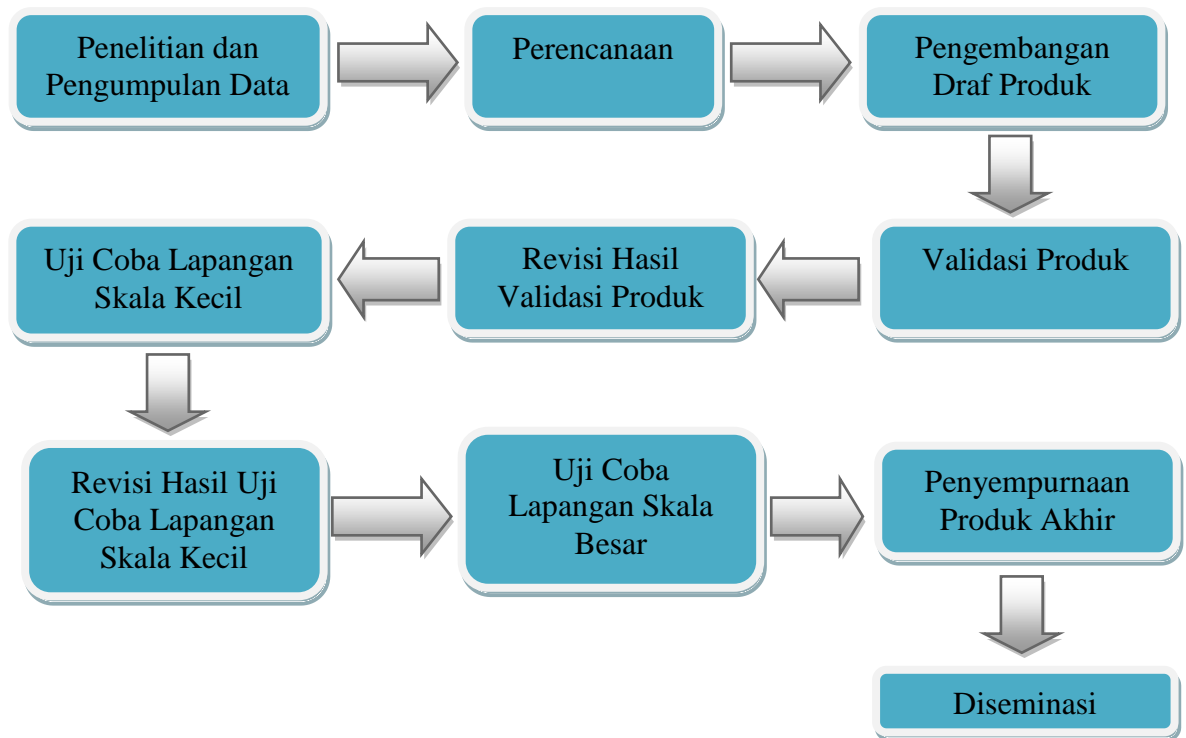 Penelitian dan
Pengumpulan Data
Perencanaan
Pengembangan
Draf Produk
Validasi Produk
Revisi Hasil
Validasi Produk
Uji Coba Lapangan
Skala Kecil
Revisi Hasil Uji
Coba Lapangan
Skala Kecil
Uji Coba
Lapangan Skala
Besar
Penyempurnaan
Produk Akhir
Diseminasi